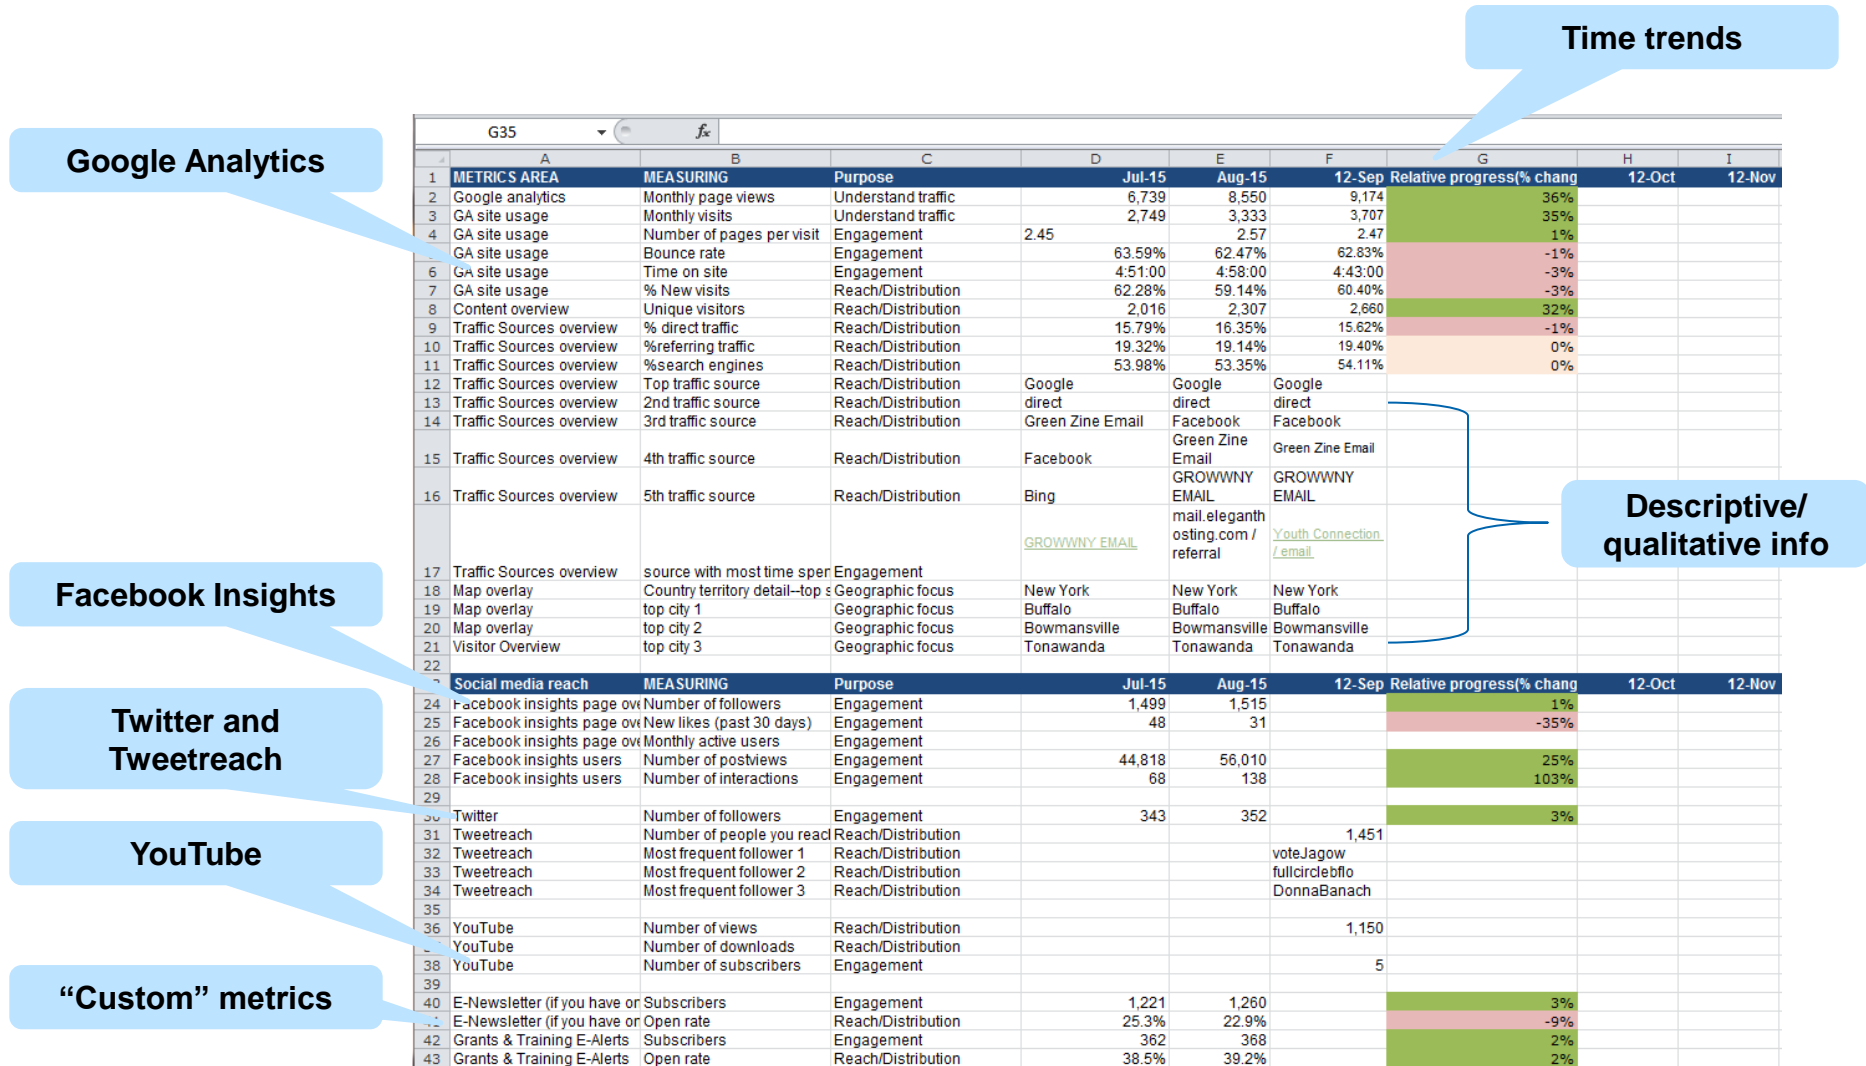 Time trends
G35 fx
Google Analytics
A B C D E F G H I
1 METRICS AREA MEASURING Purpose Jul-15 Aug-15 12-Sep Relative progress(% chang 12-Oct 12-Nov
2 Google analytics Monthly page views Understand traffic 6,739 8,550 9,174 36%
3 GA site usage Monthly visits Understand traffic 2,749 3,333 3,707 35%
4 GA site usage Number of pages per visit Engagement 2.45 2.57 2.47 1%
GA site usage Bounce rate Engagement 63.59% 62.47% 62.83% -1%
6 GA site usage Time on site Engagement 4:51:00 4:58:00 4:43:00 -3%
7 GA site usage % New visits Reach/Distribution 62.28% 59.14% 60.40% -3%
8 Content overview Unique visitors Reach/Distribution 2,016 2,307 2,660 32%
9 Traffic Sources overview % direct traffic Reach/Distribution 15.79% 16.35% 15.62% -1%
10 Traffic Sources overview %referring traffic Reach/Distribution 19.32% 19.14% 19.40% 0%
11 Traffic Sources overview %search engines Reach/Distribution 53.98% 53.35% 54.11% 0%
12 Traffic Sources overview Top traffic source Reach/Distribution Google Google Google
13 Traffic Sources overview 2nd traffic source Reach/Distribution direct direct direct
14 Traffic Sources overview 3rd traffic source Reach/Distribution Green Zine Email Facebook Facebook
15 Traffic Sources overview 4th traffic source Reach/Distribution Facebook Green Zine Email Green Zine Email
16 Traffic Sources overview 5th traffic source Reach/Distribution Bing GROWWNY EMAIL GROWWNY EMAIL
17 Traffic Sources overview source with most time sper Engagement GROWWNY EMAIL mail.eleganthosting.com / referral Youth Connection / email
Descriptive/
qualitative info
18 Map overlay Country territory detail--top s Geographic focus New York New York New York
19 Map overlay top city 1 Geographic focus Buffalo Buffalo Buffalo
20 Map overlay top city 2 Geographic focus Bowmansville Bowmansville Bowmansville
21 Visitor Overview top city 3 Geographic focus Tonawanda Tonawanda Tonawanda
22
Facebook Insights
Social media reach MEASURING Purpose Jul-15 Aug-15 12-Sep Relative progress(% chang 12-Oct 12-Nov
24 Facebook insights page ove Number of followers Engagement 1,499 1,515 1%
25 Facebook insights page ove New likes (past 30 days) Engagement 48 31 -35%
26 Facebook insights page ove Monthly active users Engagement
27 Facebook insights users Number of postviews Engagement 44,818 56,010 25%
28 Facebook insights users Number of interactions Engagement 68 138 103%
29
Twitter and
Tweetreach
30 Twitter Number of followers Engagement 343 352 3%
31 Tweetreach Number of people you reacl Reach/Distribution 1,451
32 Tweetreach Most frequent follower 1 Reach/Distribution voteJagow
33 Tweetreach Most frequent follower 2 Reach/Distribution fullcirclebflo
34 Tweetreach Most frequent follower 3 Reach/Distribution DonnaBanach
35
YouTube
36 YouTube Number of views Reach/Distribution 1,150
YouTube Number of downloads Reach/Distribution
38 YouTube Number of subscribers Engagement 5
39
“Custom” metrics
40 E-Newsletter (if you have or Subscribers Engagement 1,221 1,260 3%
41 E-Newsletter (if you have or Open rate Reach/Distribution 25.3% 22.9% -9%
42 Grants & Training E-Alerts Subscribers Engagement 362 368 2%
43 Grants & Training E-Alerts Open rate Reach/Distribution 38.5% 39.2% 2%